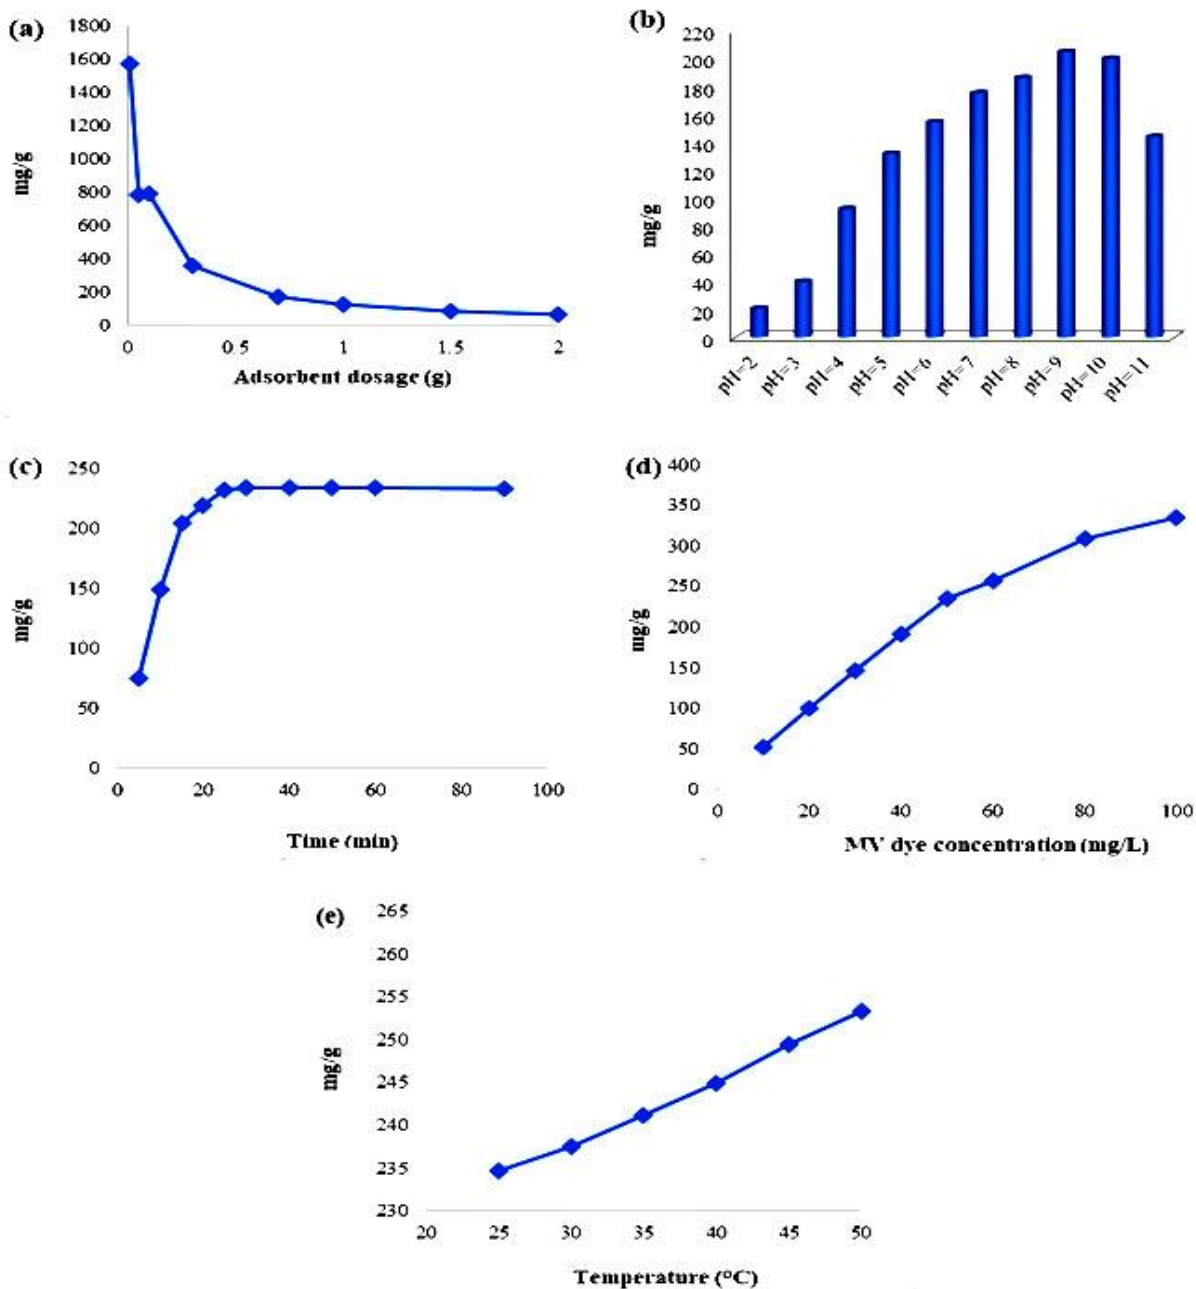 (a)
1800
1600
1400
1200
1000
800
600
400
200
0
mg/g
0 0.5 1 1.5 2
Adsorbent dosage (g)
(b)
220
200
180
160
140
120
100
80
60
40
20
0
mg/g
pH=2 pH=3 pH=4 pH=5 pH=6 pH=7 pH=8 pH=9 pH=10 pH=11
(c)
250
200
150
100
50
0
mg/g
0 20 40 60 80 100
Time (min)
(d)
400
350
300
250
200
150
100
50
0
mg/g
0 20 40 60 80 100
MV dye concentration (mg/L)
(e)
265
260
255
250
245
240
235
230
mg/g
20 25 30 35 40 45 50
Temperature (°C)